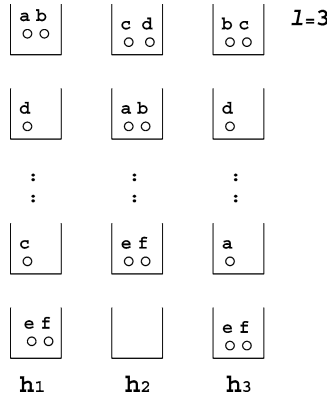 a b c d b c l=3
d a b d
: : :
: : :
c e f a
e f e f
h1 h2 h3